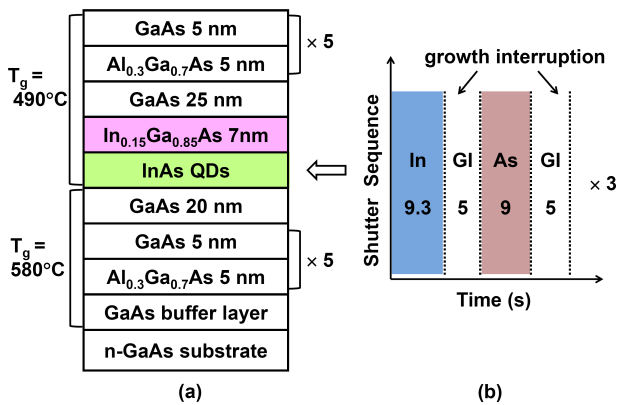 GaAs 5 nm
Al0.3Ga0.7As 5 nm
× 5
GaAs 25 nm
In0.15Ga0.85As 7nm
InAs QDs
Tg =
490°C
GaAs 20 nm
GaAs 5 nm
Al0.3Ga0.7As 5 nm
× 5
GaAs buffer layer
Tg =
580°C
n-GaAs substrate
(a)
growth interruption
Shutter Sequence
In GI As GI
9.3 5 9 5
× 3
Time (s)
(b)